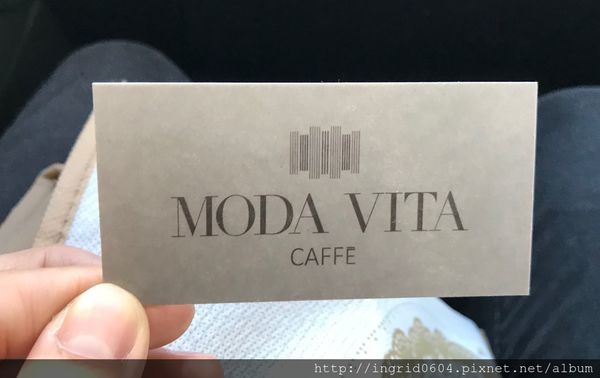 MODA VITA
CAFFE
http://ingrid0604.pixnet.net/album